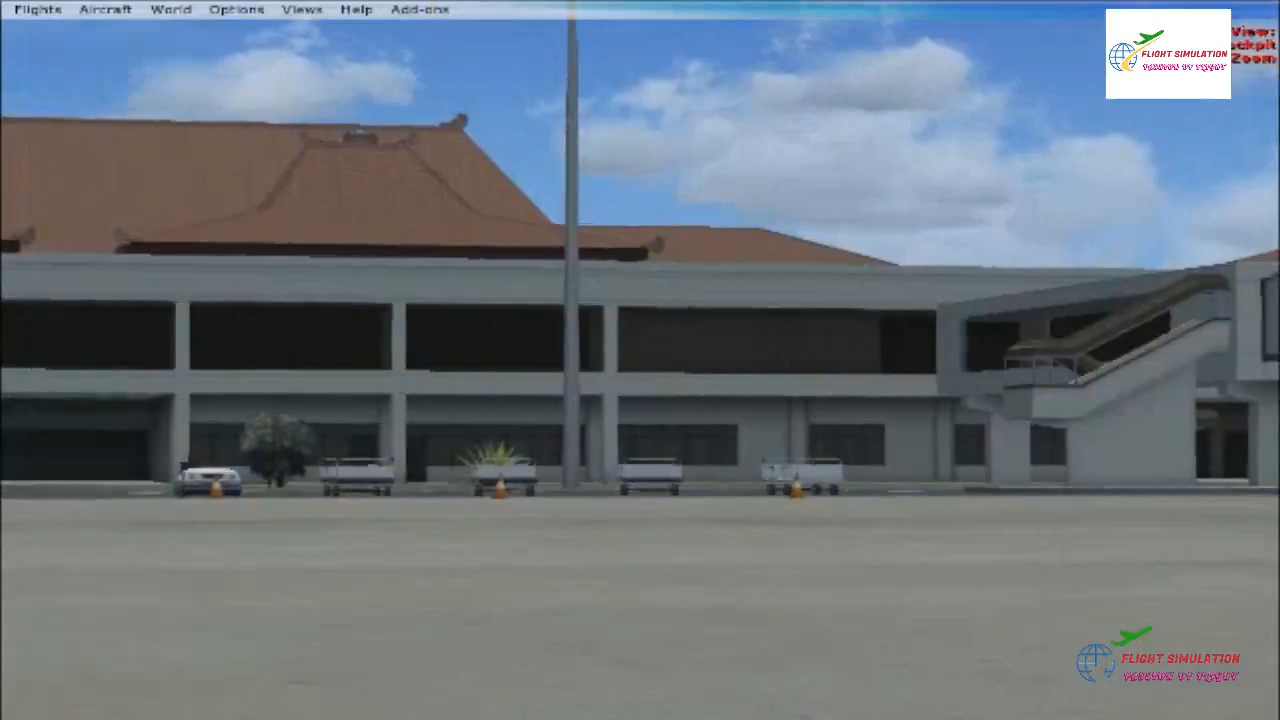 Flights Aircraft World Options Views Help Add-ons
View:
Zoom
FLIGHT SIMULATION
FLIGHT SIMULATION